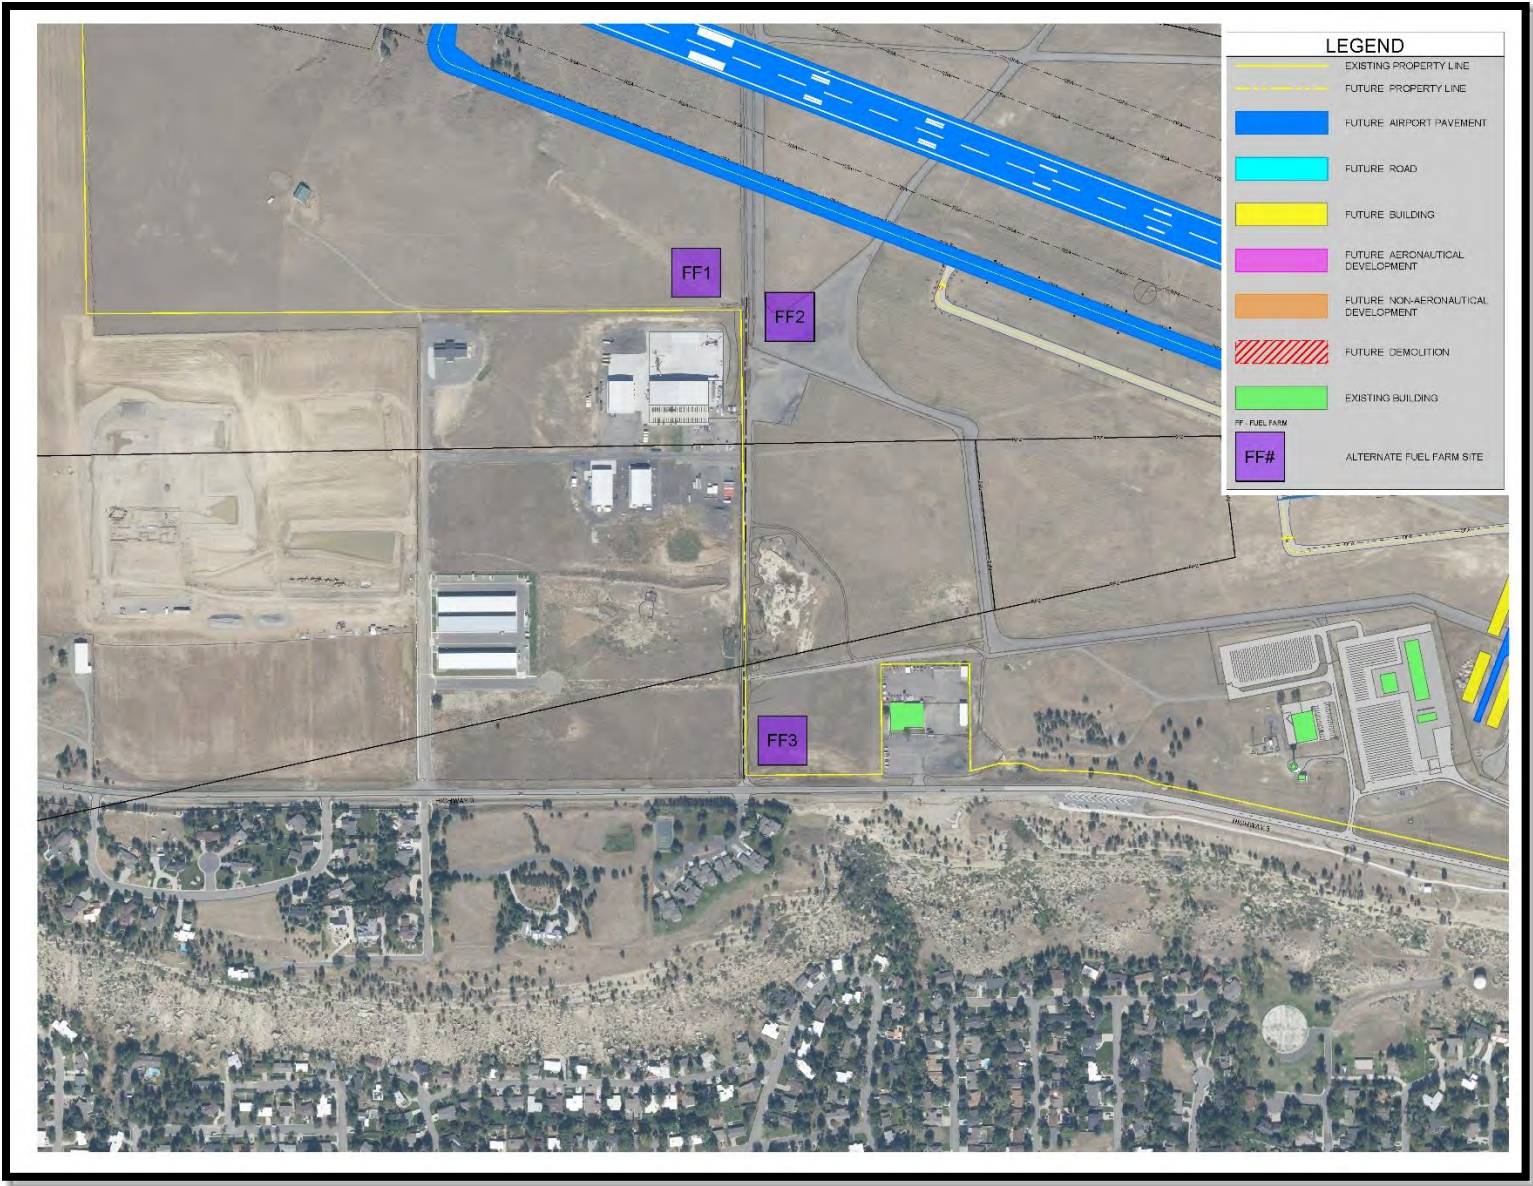 LEGEND
EXISTING PROPERTY LINE
FUTURE PROPERTY LINE
FUTURE AIRPORT PAVEMENT
FUTURE ROAD
FUTURE BUILDING
FUTURE AERONAUTICAL
DEVELOPMENT
FUTURE NON-AERONAUTICAL
DEVELOPMENT
FUTURE DEMOLITION
EXISTING BUILDING
FF - FUEL FARM
FF#
ALTERNATE FUEL FARM SITE
FF1
FF2
FF3
HIGHWAY 3
HIGHWAY 3